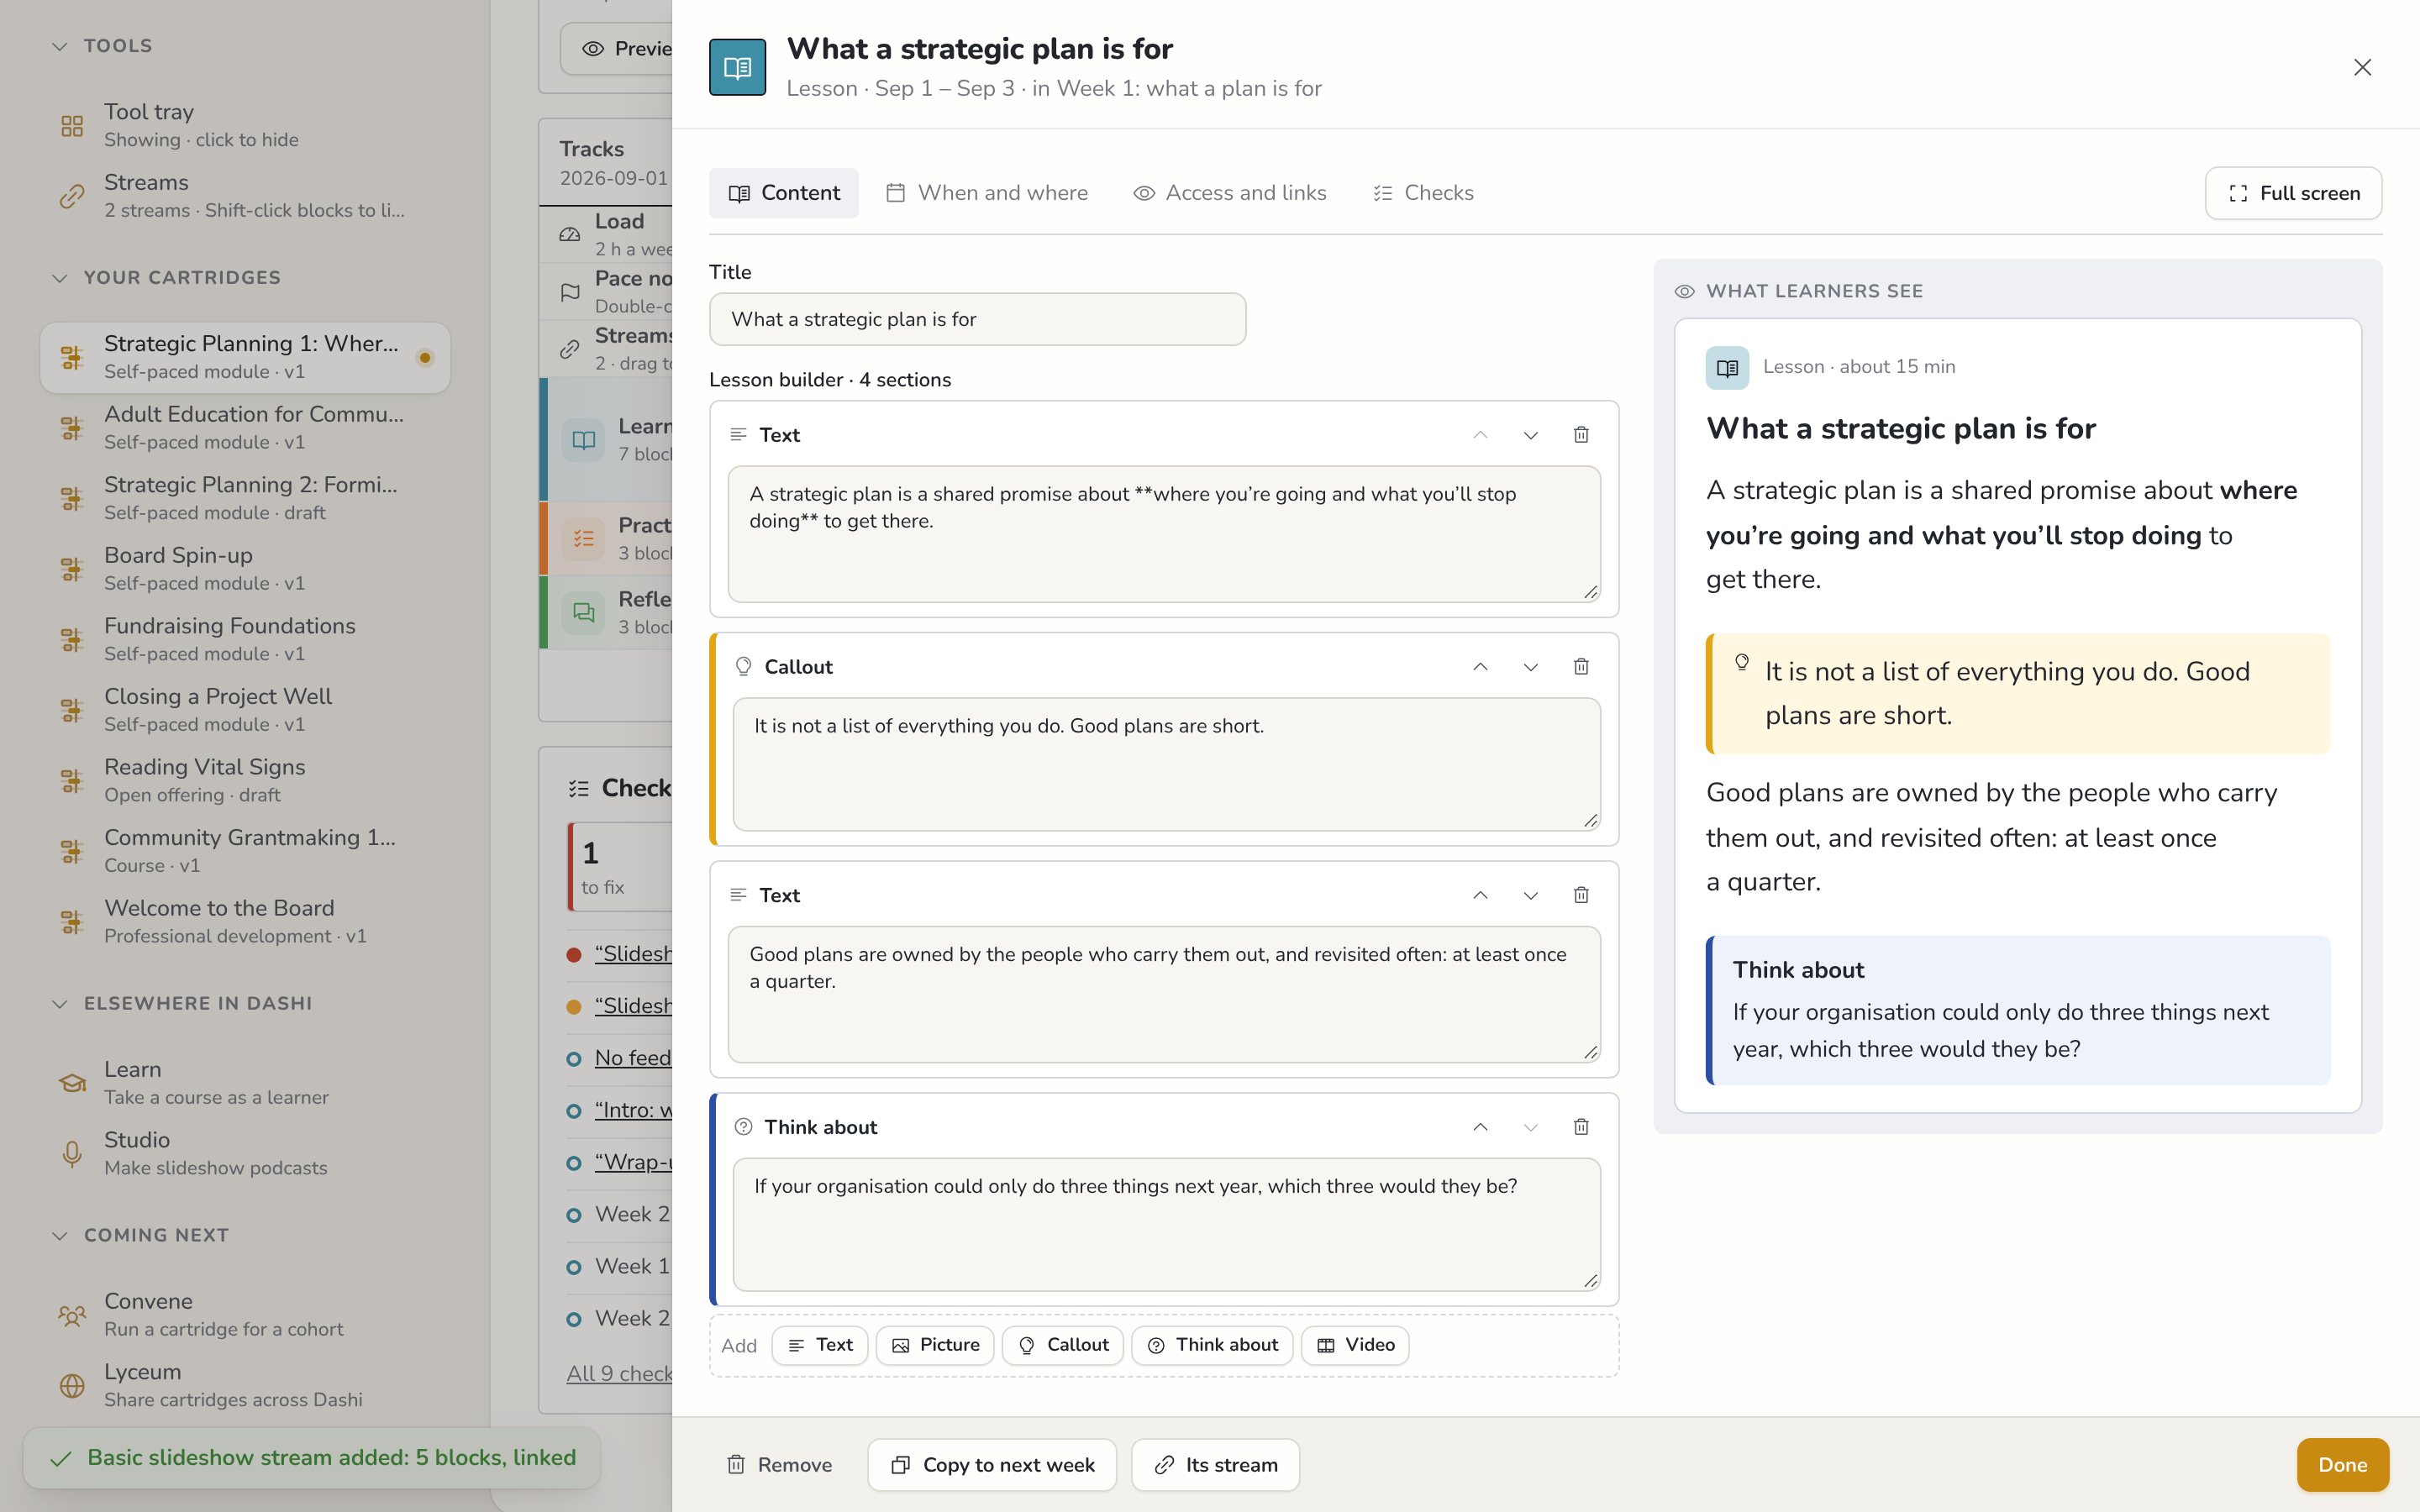 TOOLS
Tool tray
Showing · click to hide
Streams
2 streams · Shift-click blocks to li...
YOUR CARTRIDGES
Strategic Planning 1: Wher...
Self-paced module · v1
Adult Education for Commu...
Self-paced module · v1
Strategic Planning 2: Formi...
Self-paced module · draft
Board Spin-up
Self-paced module · v1
Fundraising Foundations
Self-paced module · v1
Closing a Project Well
Self-paced module · v1
Reading Vital Signs
Open offering · draft
Community Grantmaking 1...
Course · v1
Welcome to the Board
Professional development · v1
ELSEWHERE IN DASHI
Learn
Take a course as a learner
Studio
Make slideshow podcasts
COMING NEXT
Convene
Run a cartridge for a cohort
Lyceum
Share cartridges across Dashi
Basic slideshow stream added: 5 blocks, linked
Tracks
2026-09-01
Load
Streams
Check
1
to fix
No feed
Week 2
Week 1
Week 2
All 9 check
What a strategic plan is for
Lesson · Sep 1 – Sep 3 · in Week 1: what a plan is for
Content
When and where
Access and links
Checks
Full screen
Title
What a strategic plan is for
Lesson builder · 4 sections
Text
A strategic plan is a shared promise about **where you’re going and what you’ll stop
doing** to get there.
Callout
It is not a list of everything you do. Good plans are short.
Text
Good plans are owned by the people who carry them out, and revisited often: at least once
a quarter.
Think about
If your organisation could only do three things next year, which three would they be?
Add
Text
Picture
Callout
Think about
Video
WHAT LEARNERS SEE
Lesson · about 15 min
What a strategic plan is for
A strategic plan is a shared promise about where
you’re going and what you’ll stop doing to
get there.
It is not a list of everything you do. Good
plans are short.
Good plans are owned by the people who carry
them out, and revisited often: at least once
a quarter.
Think about
If your organisation could only do three things next
year, which three would they be?
Remove
Copy to next week
Its stream
Done